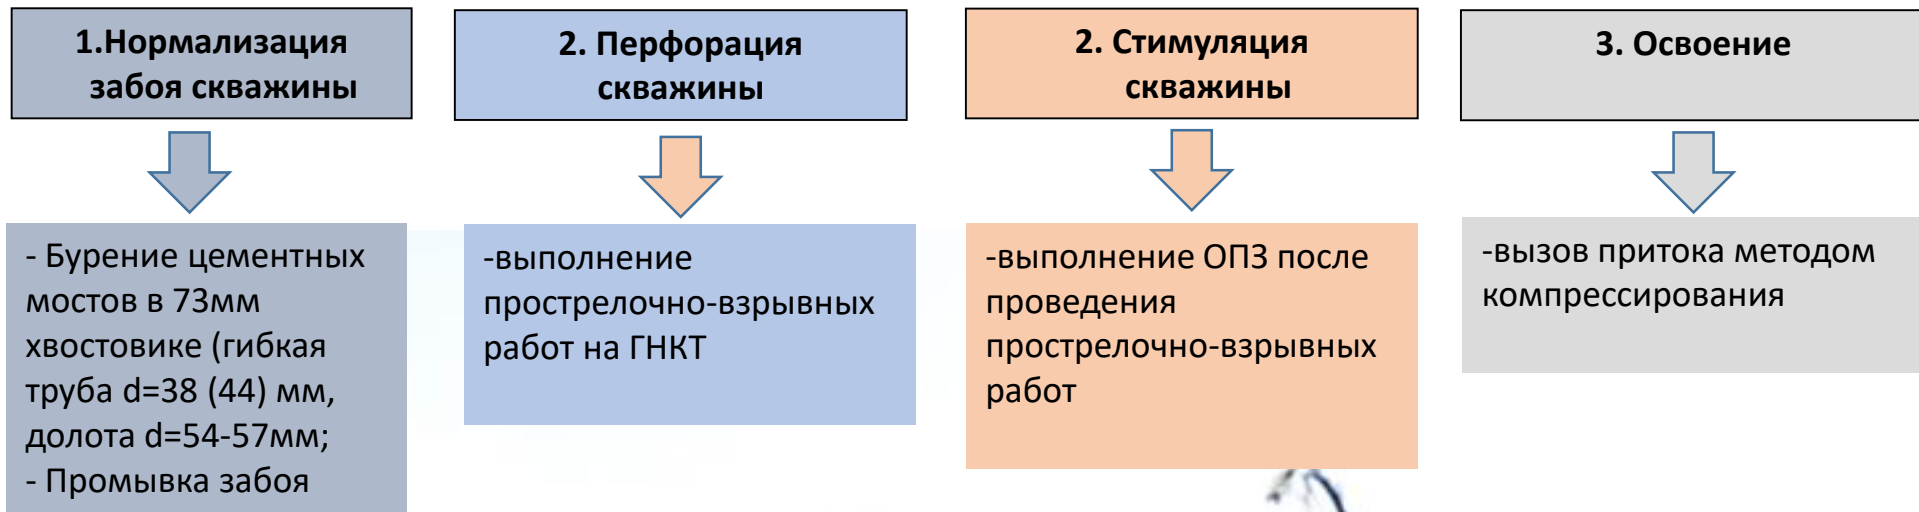 1.Нормализация
забоя скважины
- Бурение цементных
мостов в 73мм
хвостовике (гибкая
труба d=38 (44) мм,
долота d=54-57мм;
- Промывка забоя
2. Перфорация
скважины
-выполнение
прострелочно-взрывных
работ на ГНКТ
2. Стимуляция
скважины
-выполнение ОПЗ после
проведения
прострелочно-взрывных
работ
3. Освоение
-вызов притока методом
компрессирования